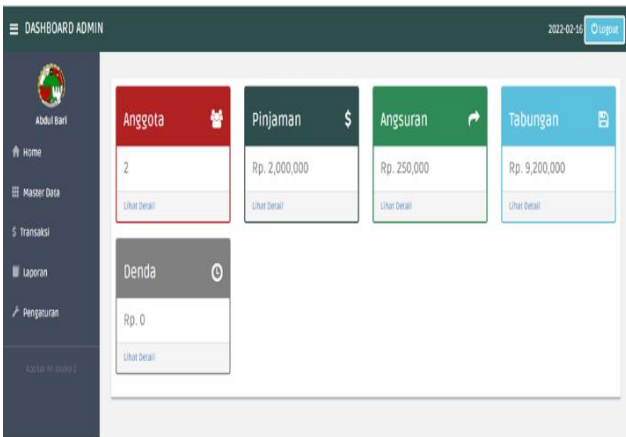 DASHBOARD ADMIN
2022-02-16 Logout
Abdul Bari
Home
Master Data
$ Transaksi
Laporan
Pengaturan
Anggota
2
Lihat Detail
Pinjaman $
Rp. 2,000,000
Lihat Detail
Angsuran
Rp. 250,000
Lihat Detail
Tabungan
Rp. 9,200,000
Lihat Detail
Denda
Rp. 0
Lihat Detail